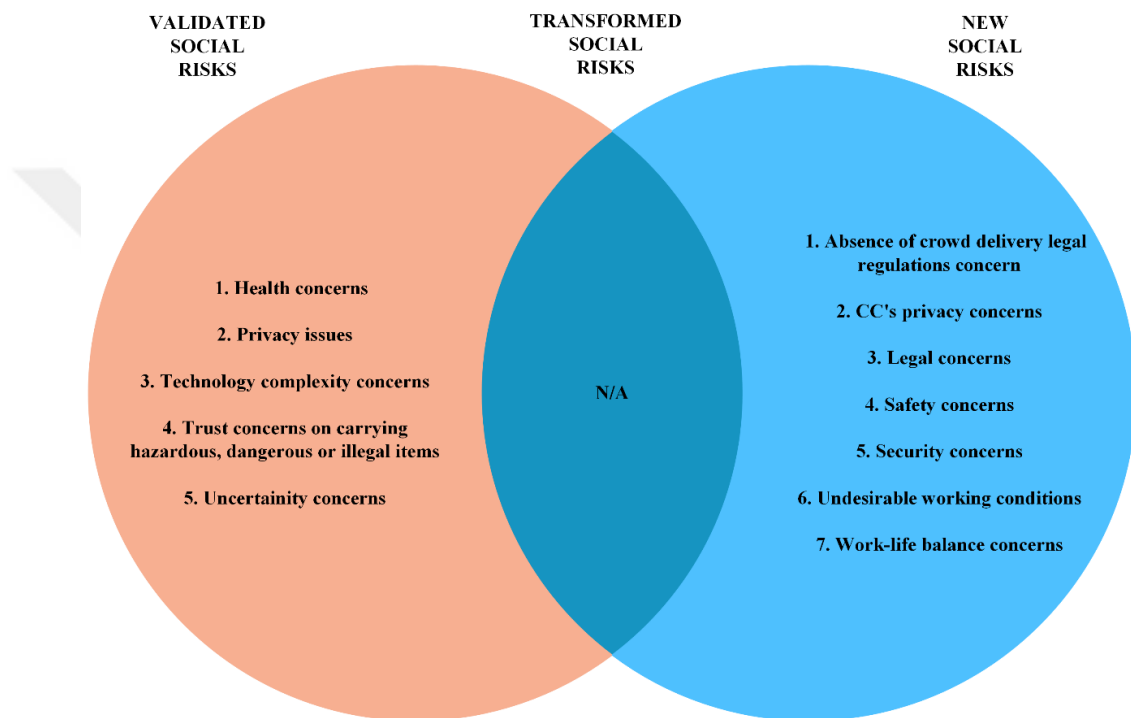 VALIDATED
SOCIAL
RISKS
TRANSFORMED
SOCIAL
RISKS
NEW
SOCIAL
RISKS
1. Health concerns
2. Privacy issues
3. Technology complexity concerns
4. Trust concerns on carrying
hazardous, dangerous or illegal items
5. Uncertainity concerns
N/A
1. Absence of crowd delivery legal
regulations concern
2. CC's privacy concerns
3. Legal concerns
4. Safety concerns
5. Security concerns
6. Undesirable working conditions
7. Work-life balance concerns